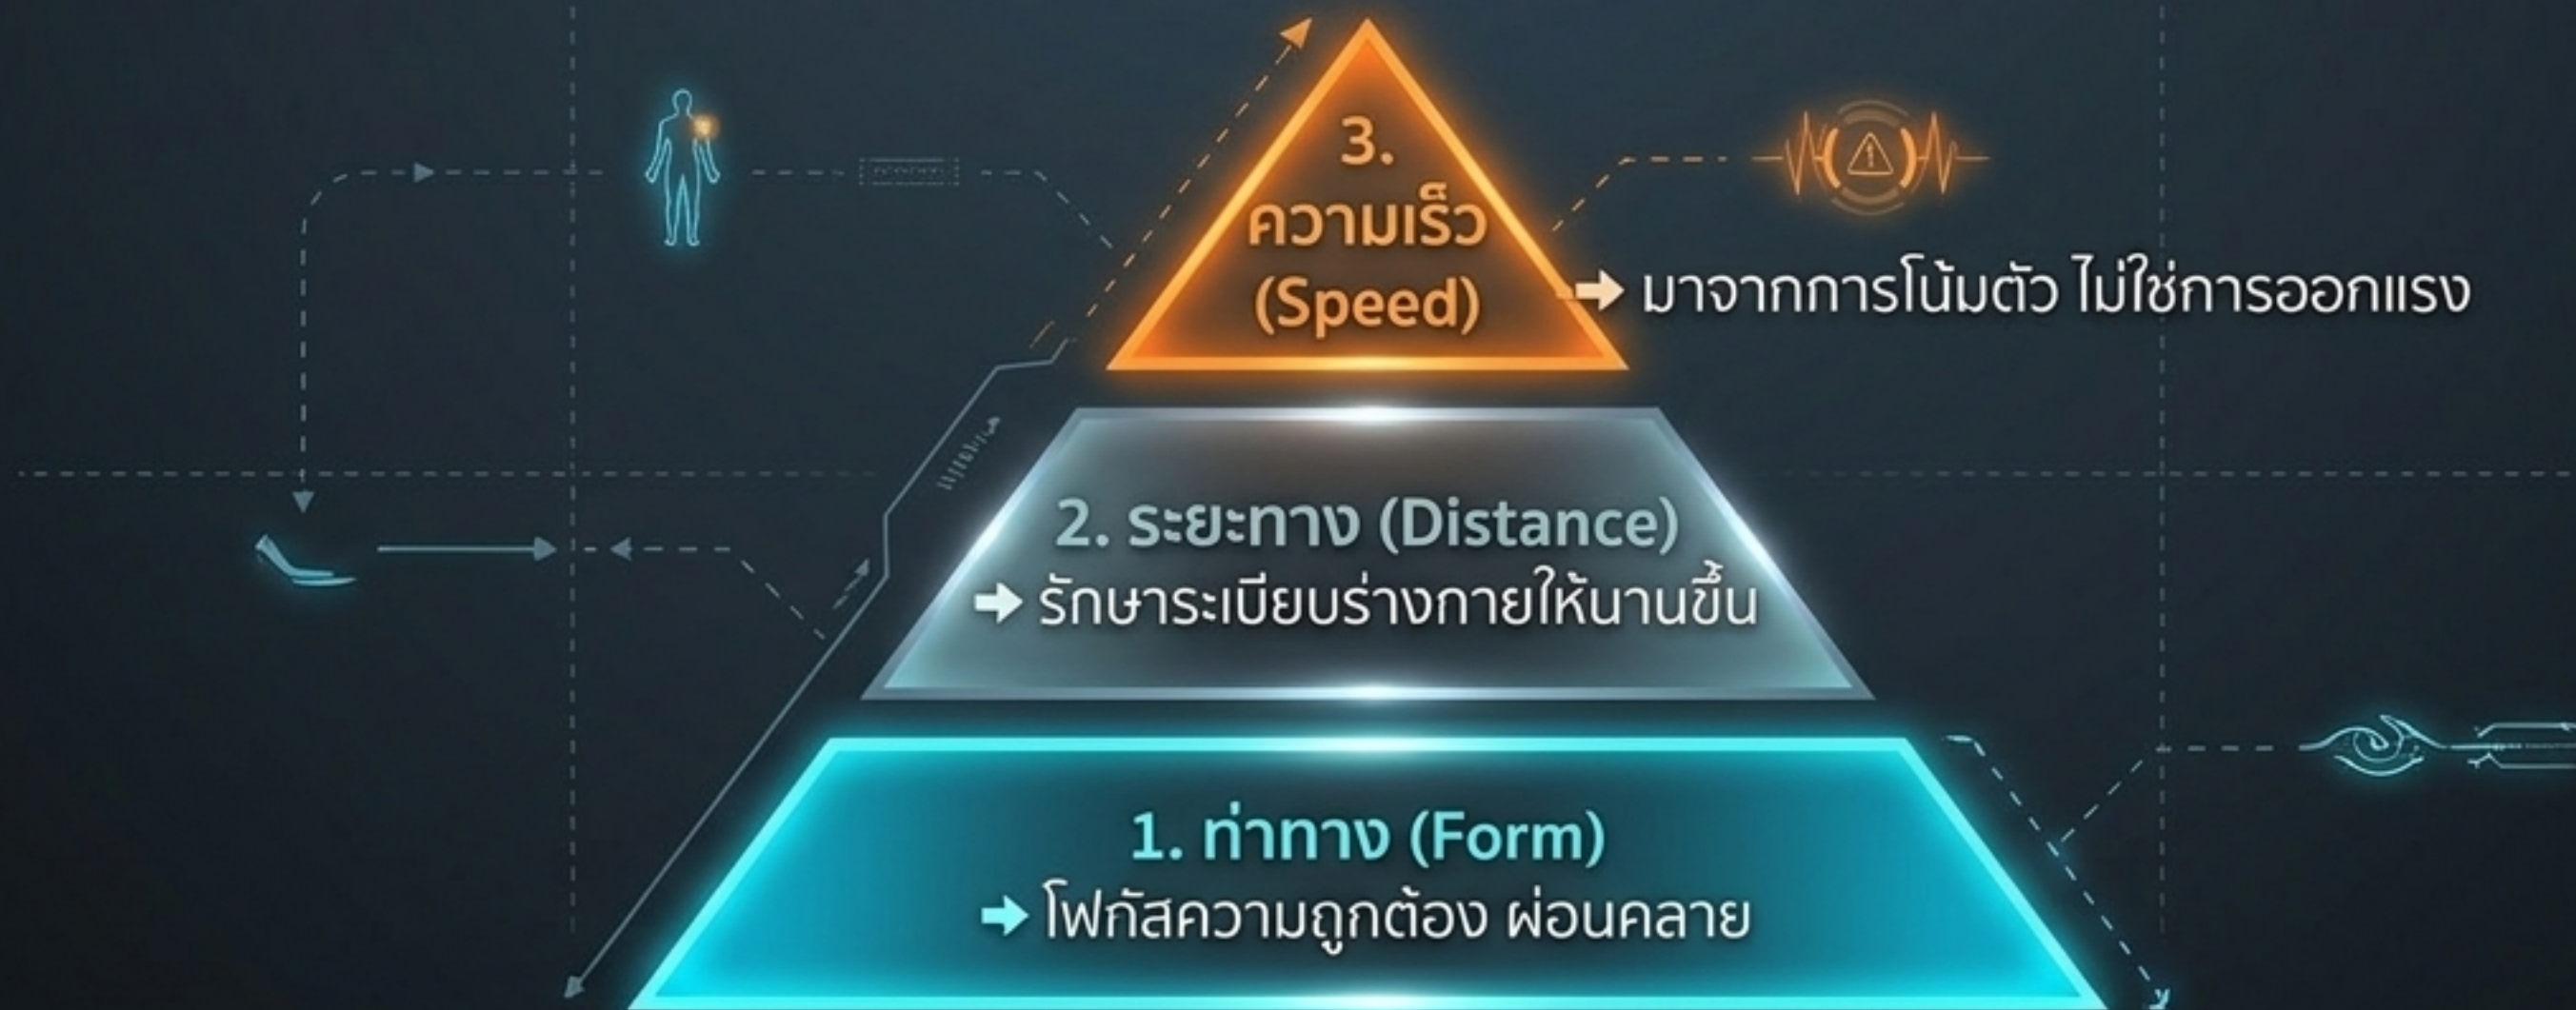 3.
ความเร็ว
(Speed)
➡ มาจากการโน้มตัว ไม่ใช่การออกแรง
2. ระยะทาง (Distance)
➡ รักษาระเบียบร่างกายให้นานขึ้น
1. ท่าทาง (Form)
➡ โฟกัสความถูกต้อง ผ่อนคลาย